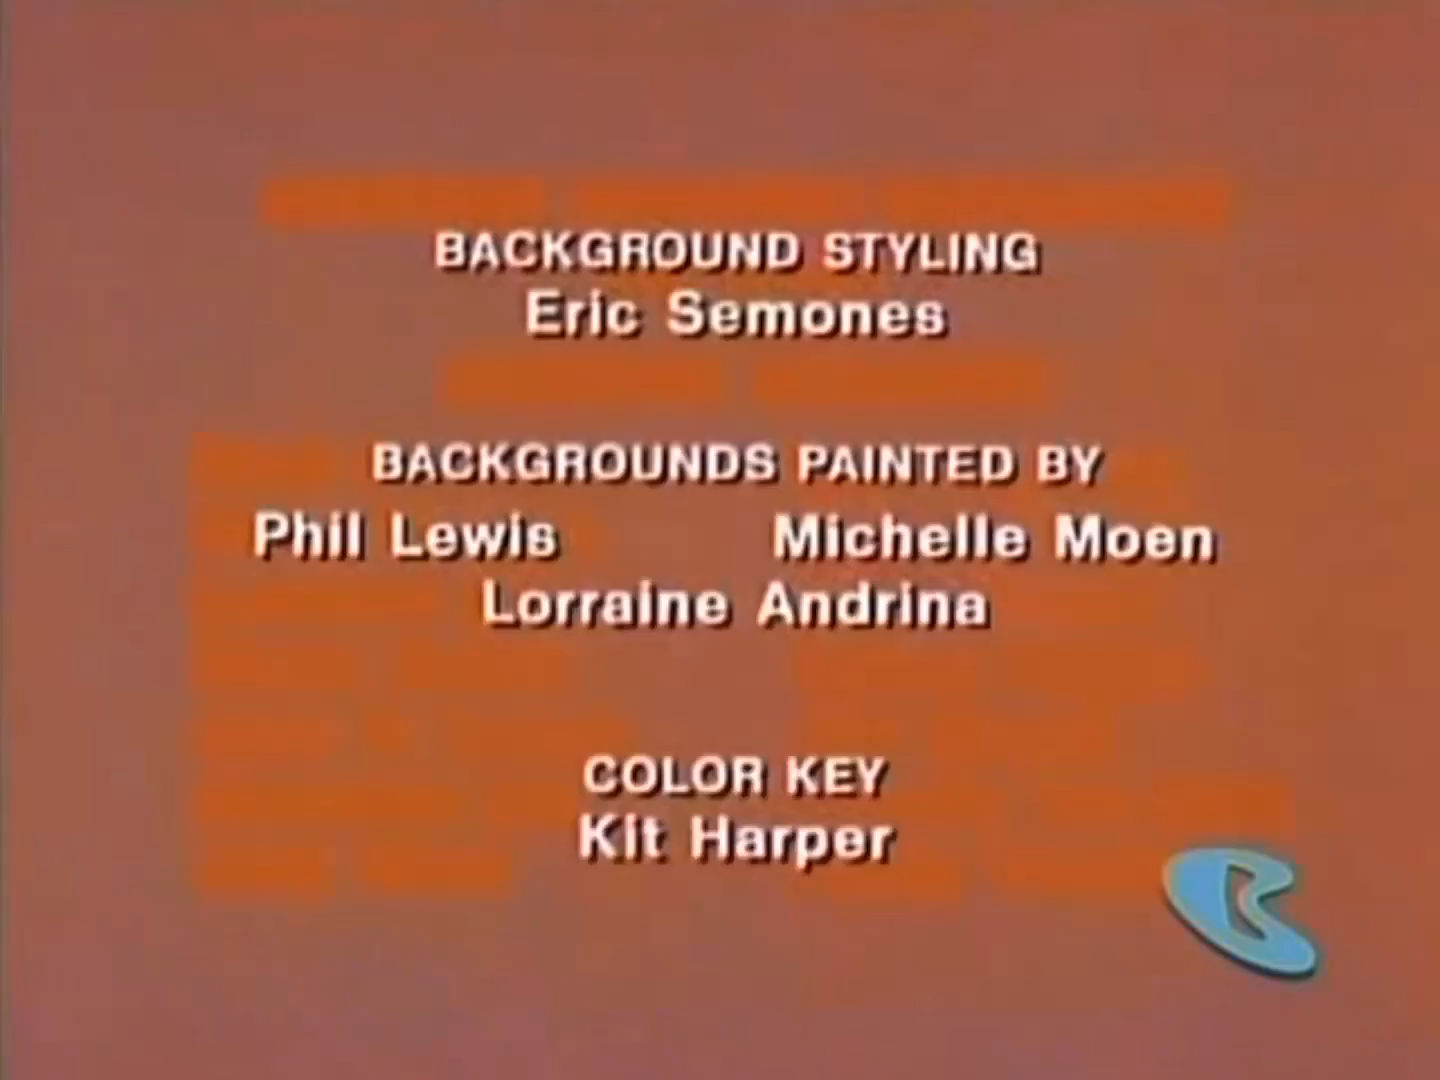 BACKGROUND STYLING
Eric Semones
BACKGROUNDS PAINTED BY
Phil Lewis Michelle Moen
Lorraine Andrina
COLOR KEY
Kit Harper